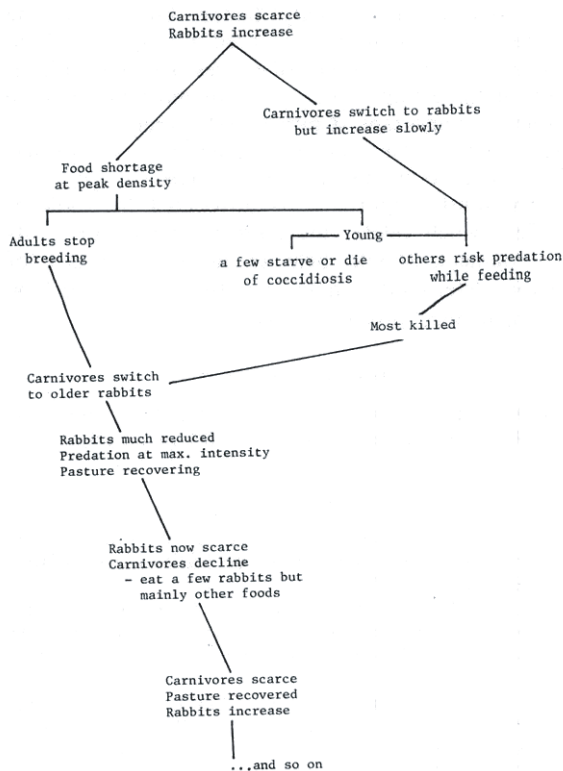 Carnivores scarce
Rabbits increase
Carnivores switch to rabbits
but increase slowly
Food shortage
at peak density
Adults stop
breeding
Young
a few starve or die
of coccidiosis
others risk predation
while feeding
Most killed
Carnivores switch
to older rabbits
Rabbits much reduced
Predation at max. intensity
Pasture recovering
Rabbits now scarce
Carnivores decline
- eat a few rabbits but
mainly other foods
Carnivores scarce
Pasture recovered
Rabbits increase
...and so on